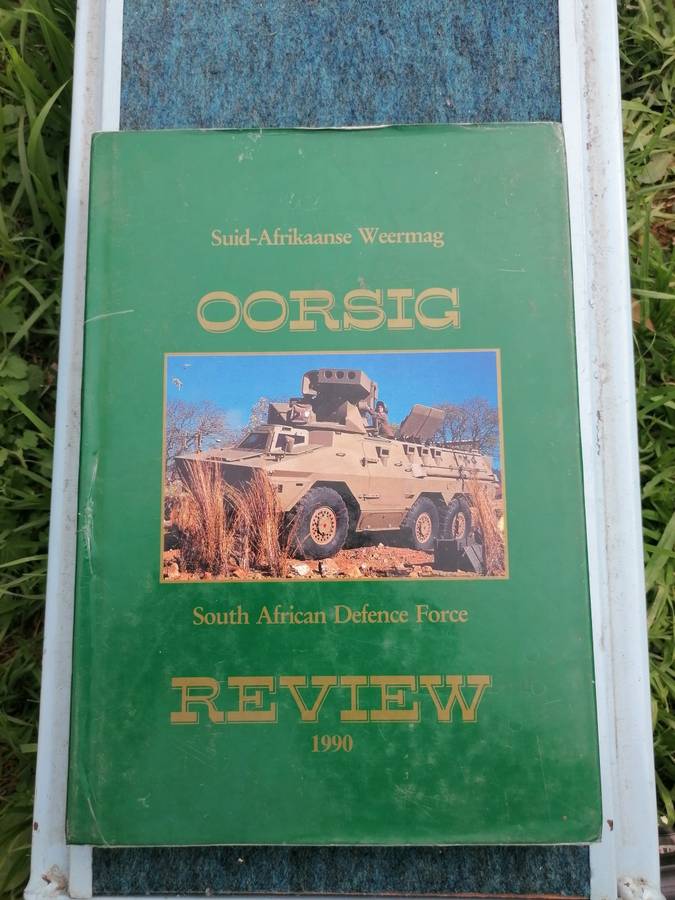 Suid-Afrikaanse Weermag
OORSIG
South African Defence Force
REVIEW
1990